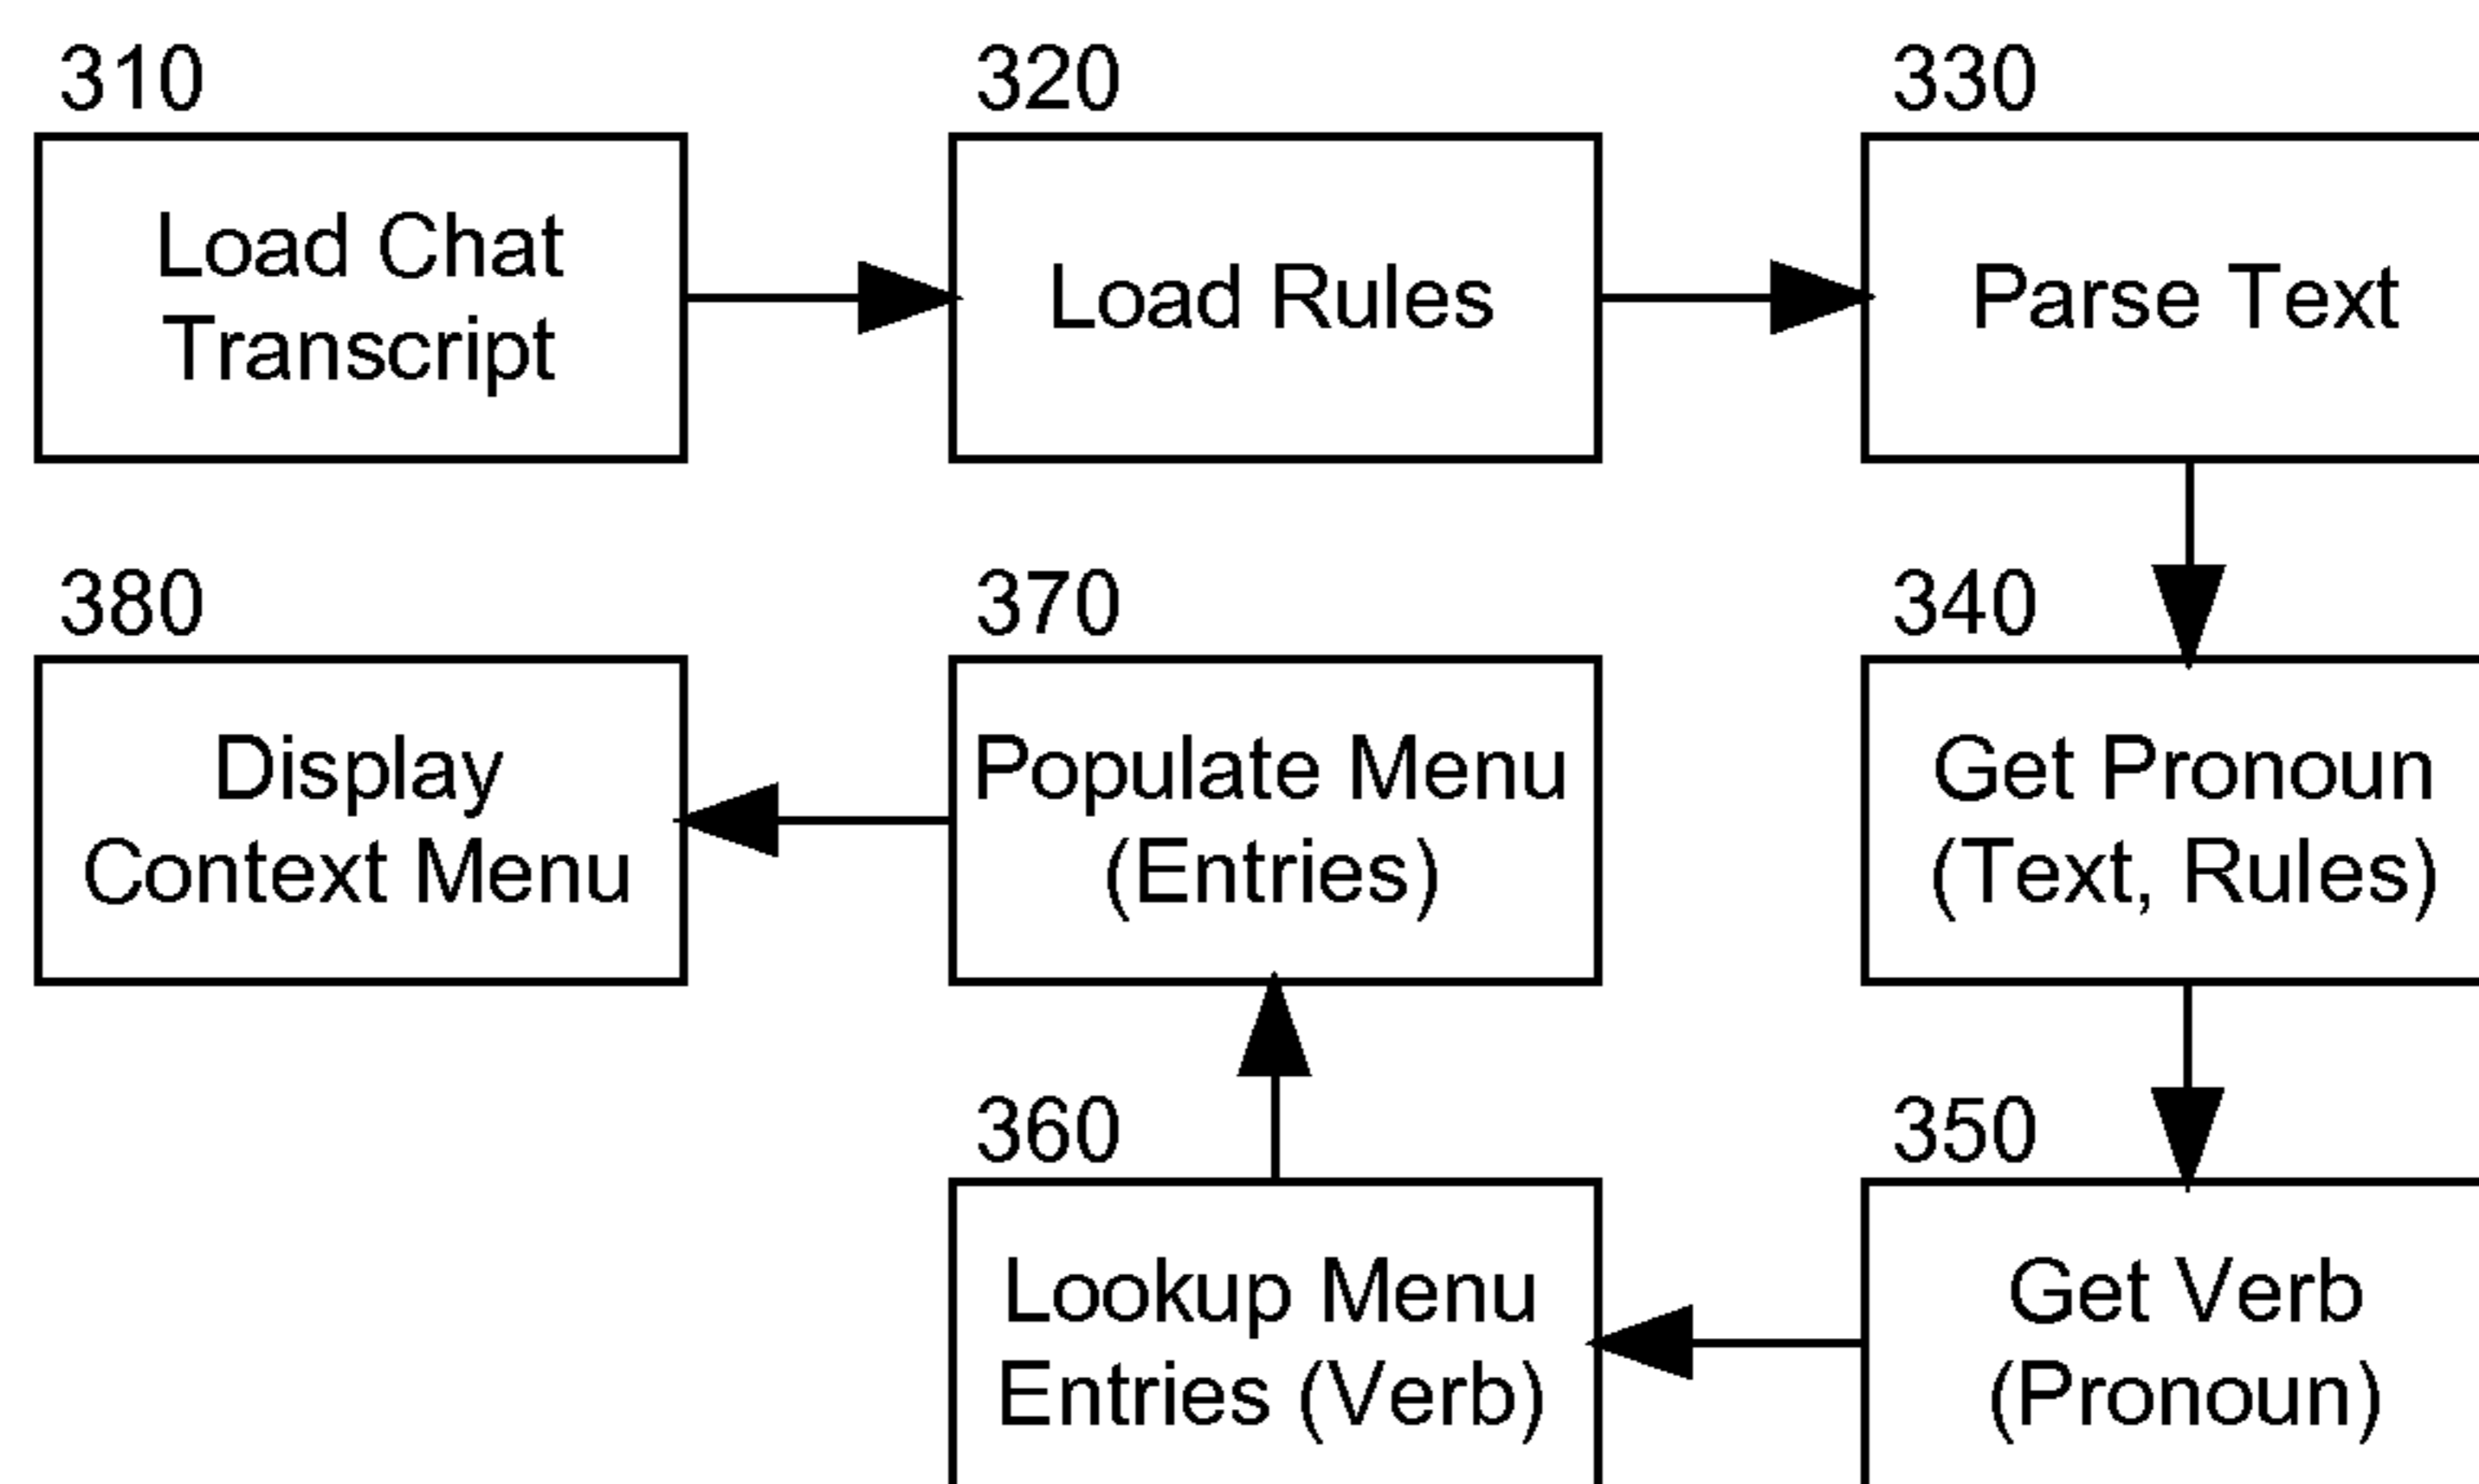 310
Load Chat
Transcript
320
Load Rules
330
Parse Text
340
Get Pronoun
(Text, Rules)
350
Get Verb
(Pronoun)
360
Lookup Menu
Entries (Verb)
370
Populate Menu
(Entries)
380
Display
Context Menu